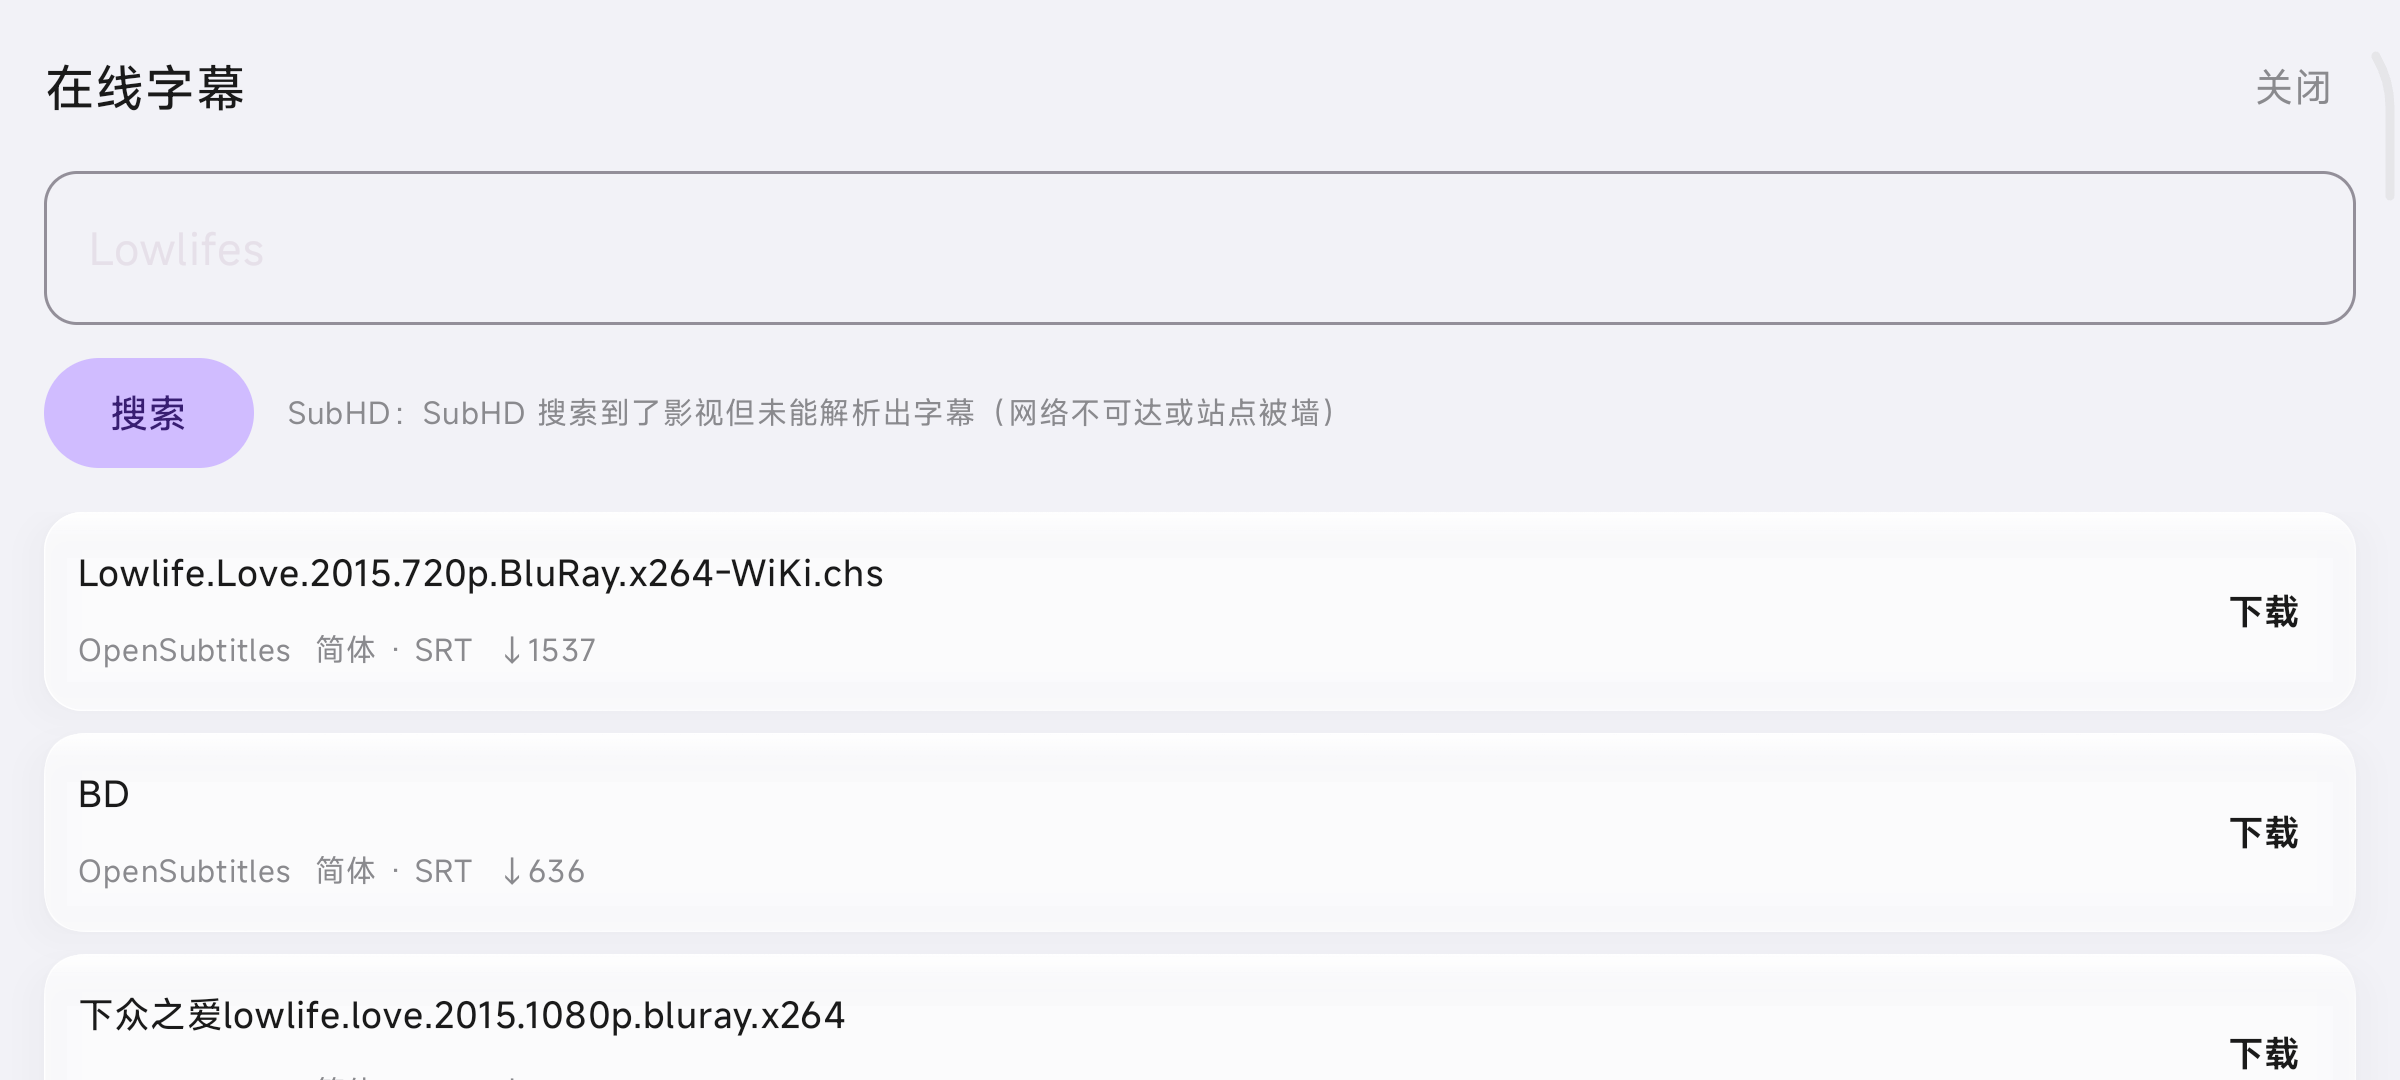 在线字幕
关闭
Lowlifes
搜索
SubHD：SubHD 搜索到了影视但未能解析出字幕（网络不可达或站点被墙）
Lowlife.Love.2015.720p.BluRay.x264-WiKi.chs
下载
OpenSubtitles 简体 · SRT ↓1537
BD
下载
OpenSubtitles 简体 · SRT ↓636
下众之爱lowlife.love.2015.1080p.bluray.x264
下载